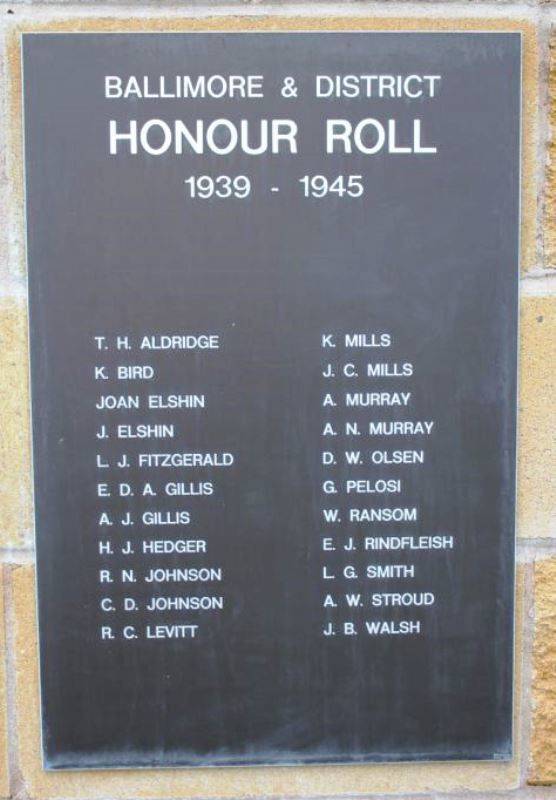 BALLIMORE & DISTRICT
HONOUR ROLL
1939 - 1945
T. H. ALDRIDGE
K. BIRD
JOAN ELSHIN
J. ELSHIN
L. J. FITZGERALD
E. D. A. GILLIS
A. J. GILLIS
H. J. HEDGER
R. N. JOHNSON
C. D. JOHNSON
R. C. LEVITT
K. MILLS
J. C. MILLS
A. MURRAY
A. N. MURRAY
D. W. OLSEN
G. PELOSI
W. RANSOM
E. J. RINDFLEISH
L. G. SMITH
A. W. STROUD
J. B. WALSH